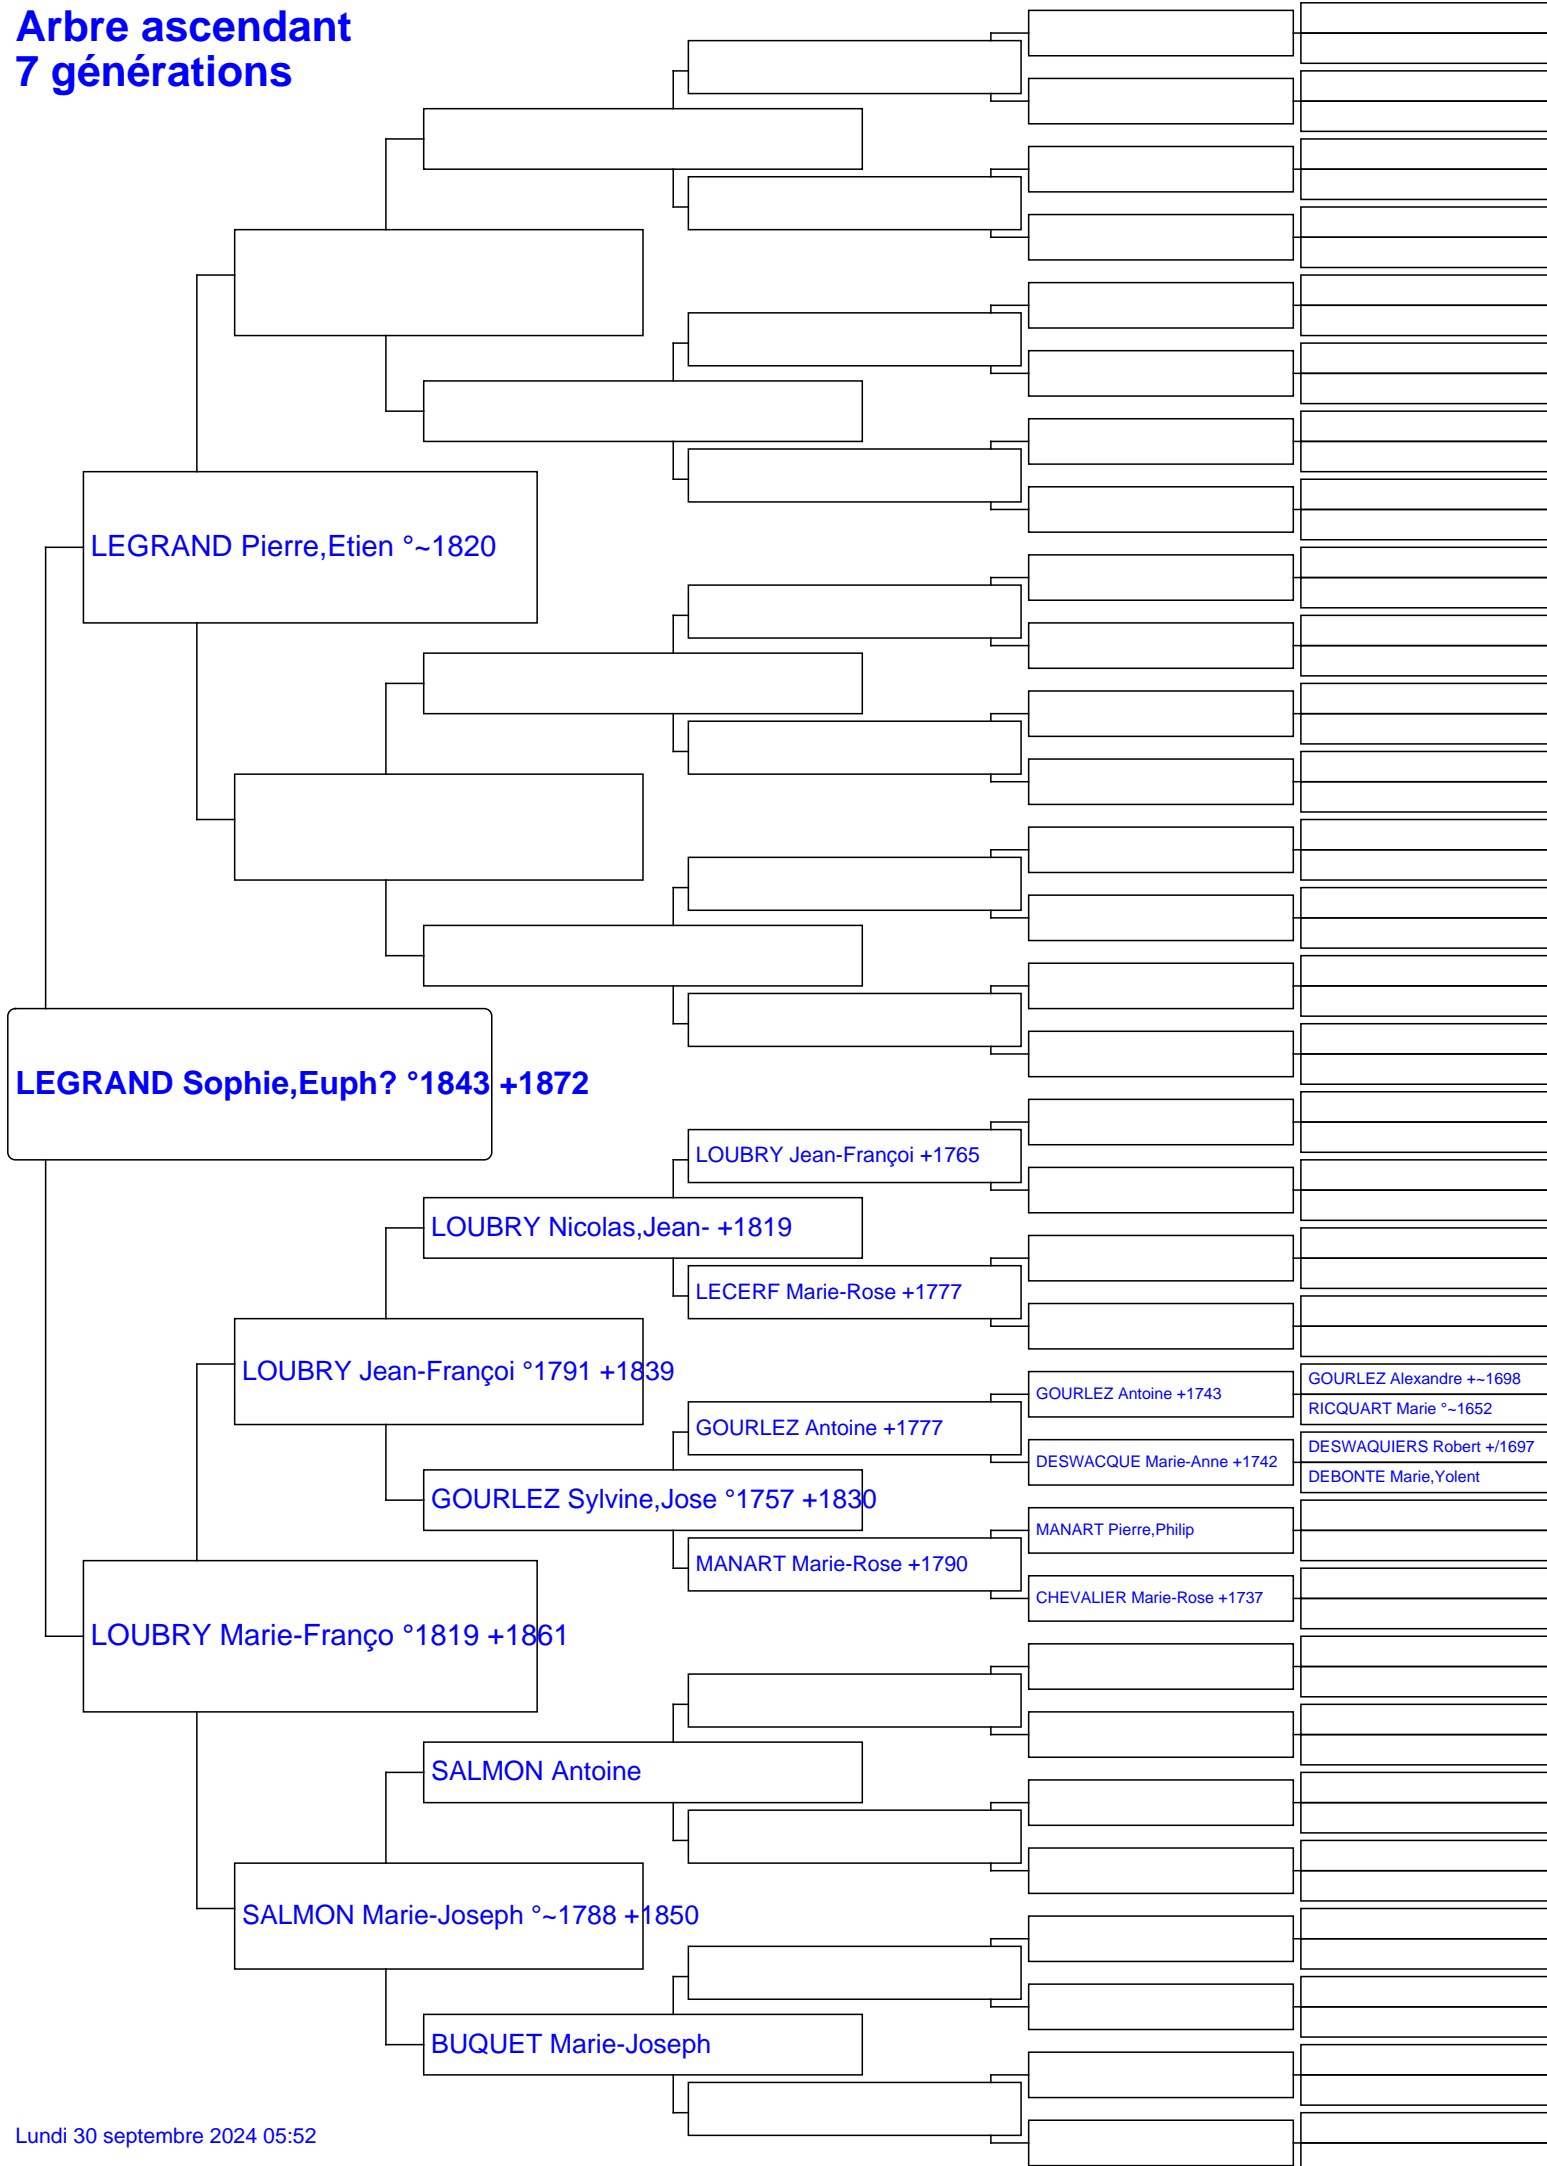 Arbre ascendant
7 générations
LEGRAND Pierre,Etien °~1820
LEGRAND Sophie,Euph? °1843 +1872
LOUBRY Jean-Françoi +1765
LOUBRY Nicolas,Jean- +1819
LECERF Marie-Rose +1777
LOUBRY Jean-Françoi °1791 +1839
GOURLEZ Alexandre +~1698
GOURLEZ Antoine +1743
RICQUART Marie °~1652
GOURLEZ Antoine +1777
DESWAQUIERS Robert +/1697
DESWACQUE Marie-Anne +1742
DEBONTE Marie,Yolent
GOURLEZ Sylvine,Jose °1757 +1830
MANART Pierre,Philip
MANART Marie-Rose +1790
CHEVALIER Marie-Rose +1737
LOUBRY Marie-Franço °1819 +1861
SALMON Antoine
SALMON Marie-Joseph °~1788 +1850
BUQUET Marie-Joseph
Lundi 30 septembre 2024 05:52